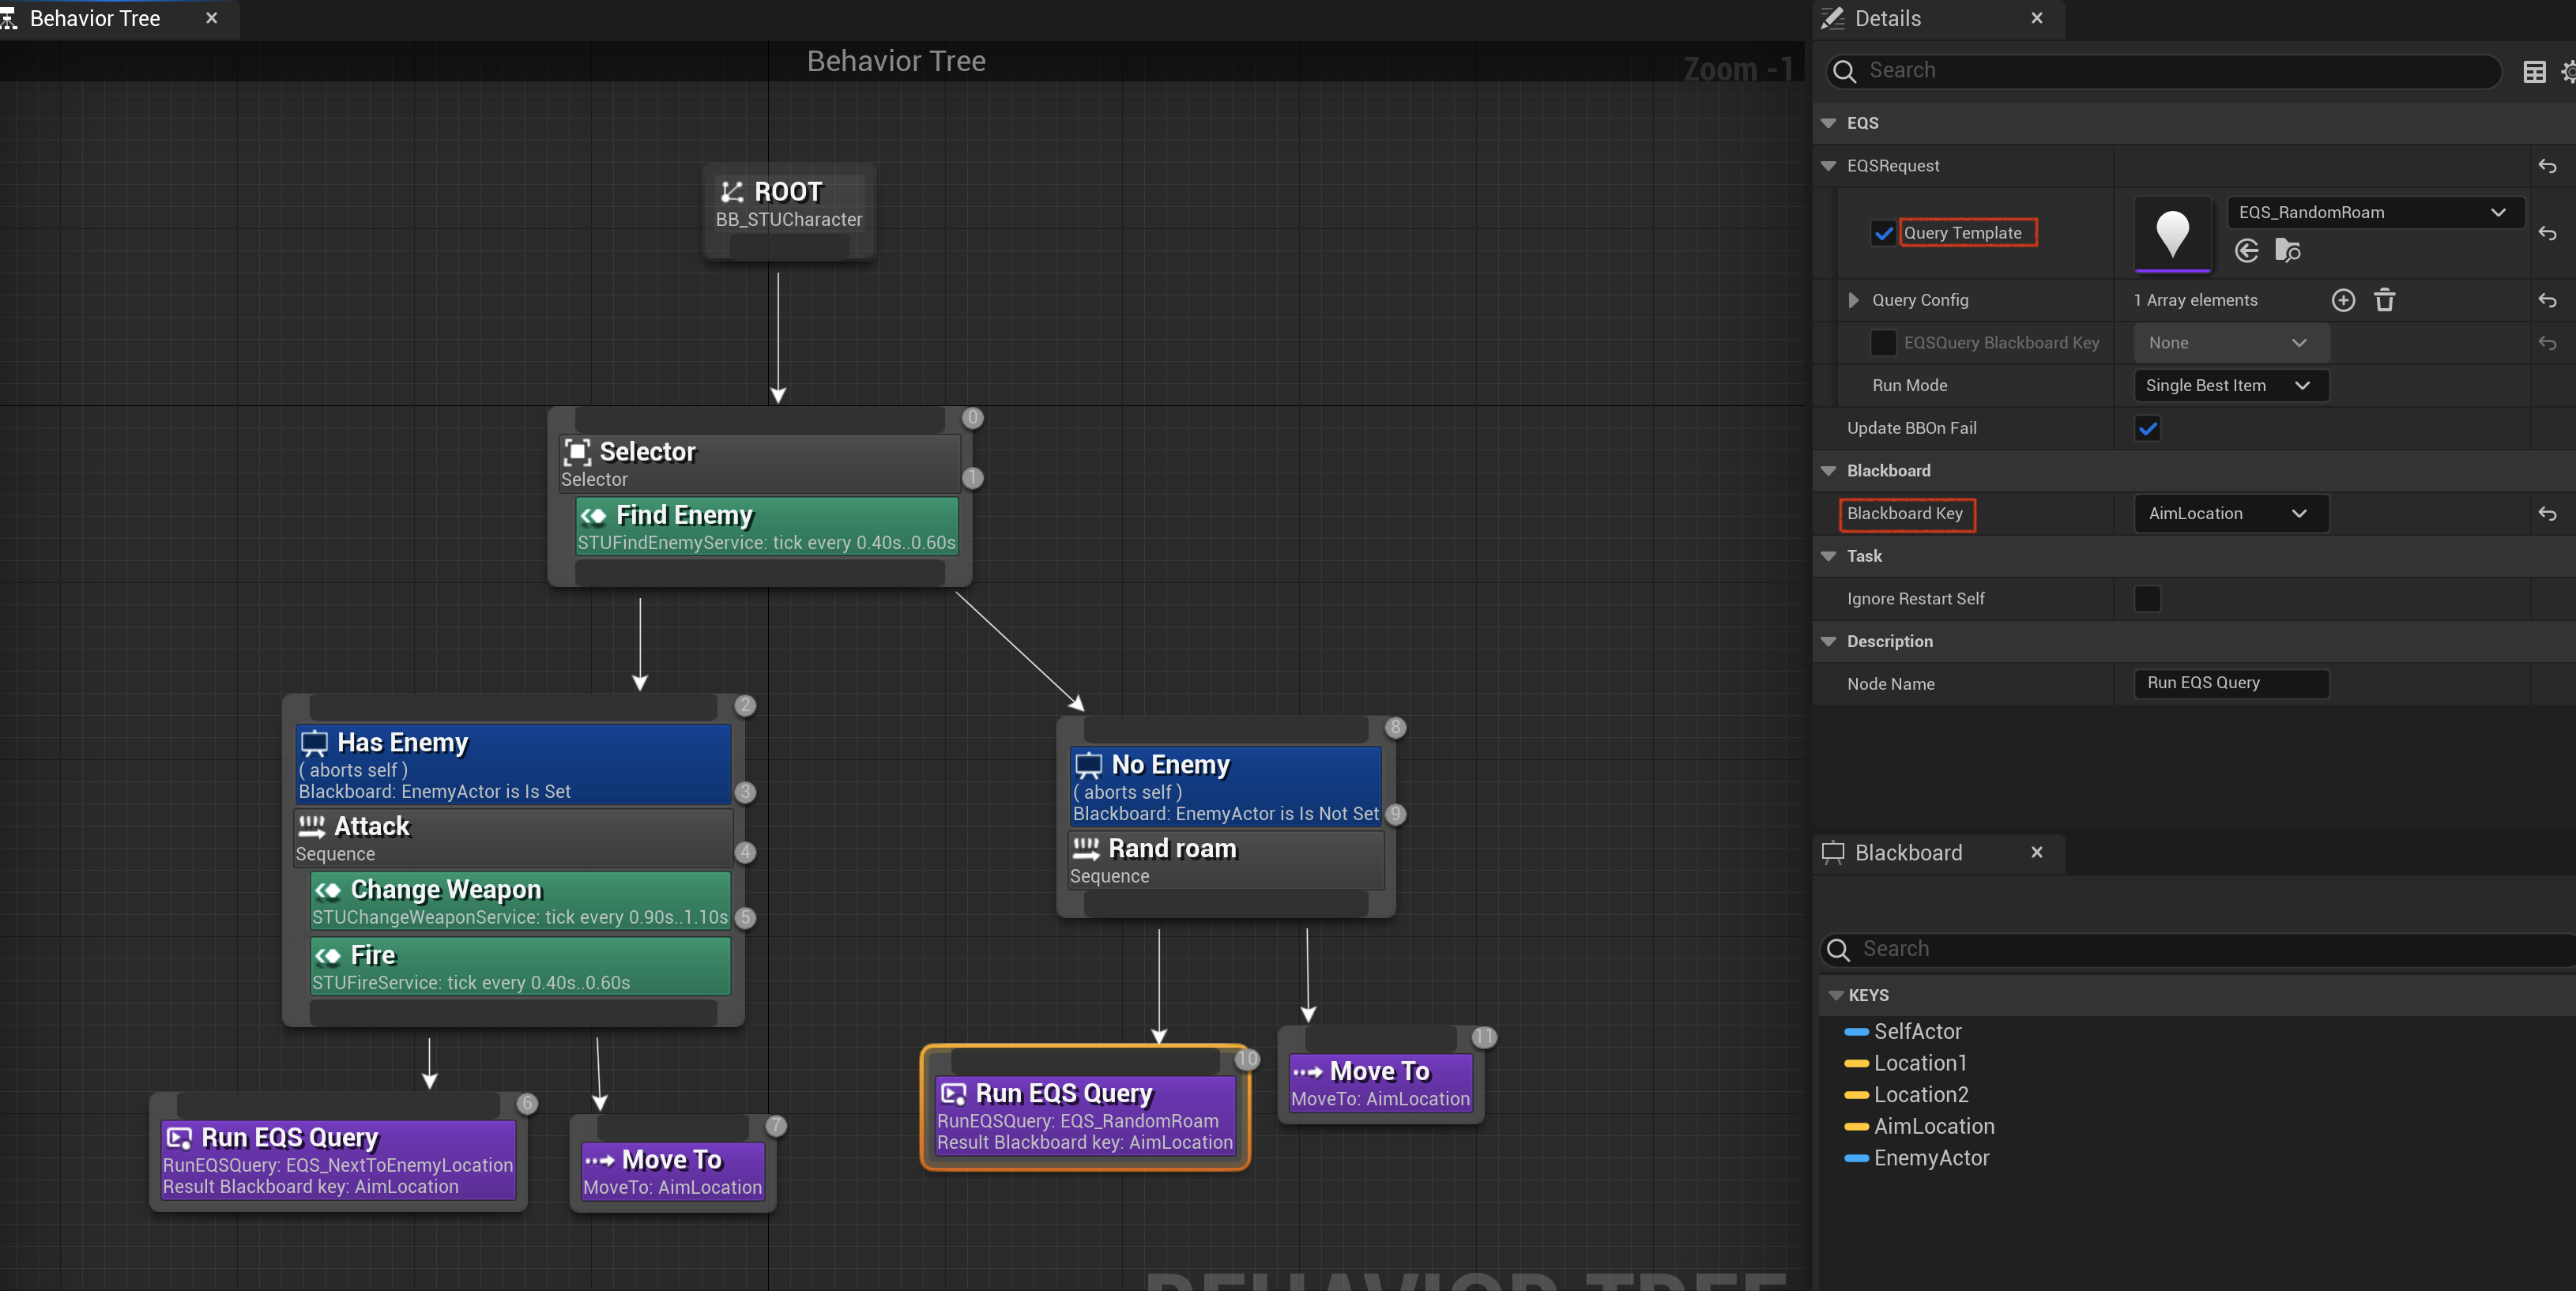 Behavior Tree
Behavior Tree
Zoom -1
ROOT
BB_STUCharacter
0
Selector
Selector
1
Find Enemy
STUFindEnemyService: tick every 0.40s..0.60s
2
Has Enemy
( aborts self )
Blackboard: EnemyActor is Is Set
3
Attack
Sequence
4
Change Weapon
STUChangeWeaponService: tick every 0.90s..1.10s
5
Fire
STUFireService: tick every 0.40s..0.60s
8
No Enemy
( aborts self )
Blackboard: EnemyActor is Is Not Set
9
Rand roam
Sequence
6
Run EQS Query
RunEQSQuery: EQS_NextToEnemyLocation
Result Blackboard key: AimLocation
7
Move To
MoveTo: AimLocation
10
Run EQS Query
RunEQSQuery: EQS_RandomRoam
Result Blackboard key: AimLocation
11
Move To
MoveTo: AimLocation
BEHAVIOR TREE
Details
Search
EQS
EQSRequest
Query Template
EQS_RandomRoam
Query Config
1 Array elements
EQSQuery Blackboard Key
None
Run Mode
Single Best Item
Update BBOn Fail
Blackboard
Blackboard Key
AimLocation
Task
Ignore Restart Self
Description
Node Name
Run EQS Query
Blackboard
Search
KEYS
SelfActor
Location1
Location2
AimLocation
EnemyActor